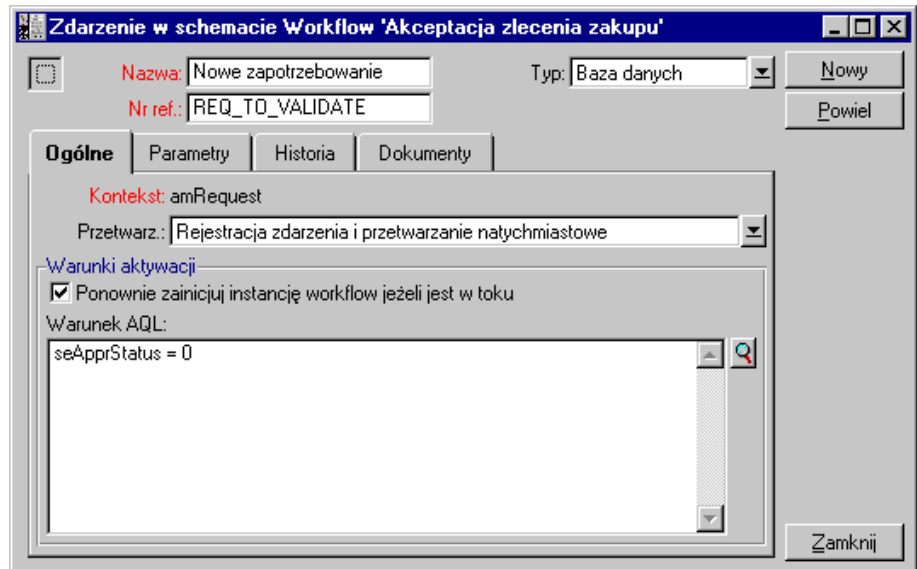 Zdarzenie w schemacie Workflow 'Akceptacja zlecenia zakupu'
Nazwa: Nowe zapotrzebowanie Typ: Baza danych Nowy
Nr ref.: REQ_TO_VALIDATE Powiel
Ogólne Parametry Historia Dokumenty
Kontekst: amRequest
Przetwarz.: Rejestracja zdarzenia i przetwarzanie natychmiastowe
Warunki aktywacji
Ponownie zainicjuj instancję workflow jeżeli jest w toku
Warunek AQL:
seApprStatus = 0
Zamknij